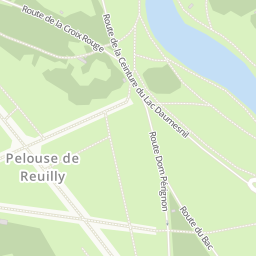 Route de la Croix Rouge
Route de la Ceinture du Lac Daumesnil
Pelouse de
Reuilly
Route Dom Pérignon
Route du Bac